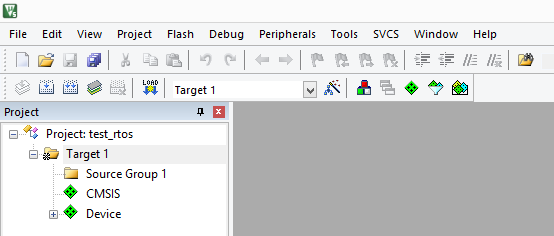 File Edit View Project Flash Debug Peripherals Tools SVCS Window Help
LOAD Target 1
Project
Project: test_rtos
Target 1
Source Group 1
CMSIS
Device